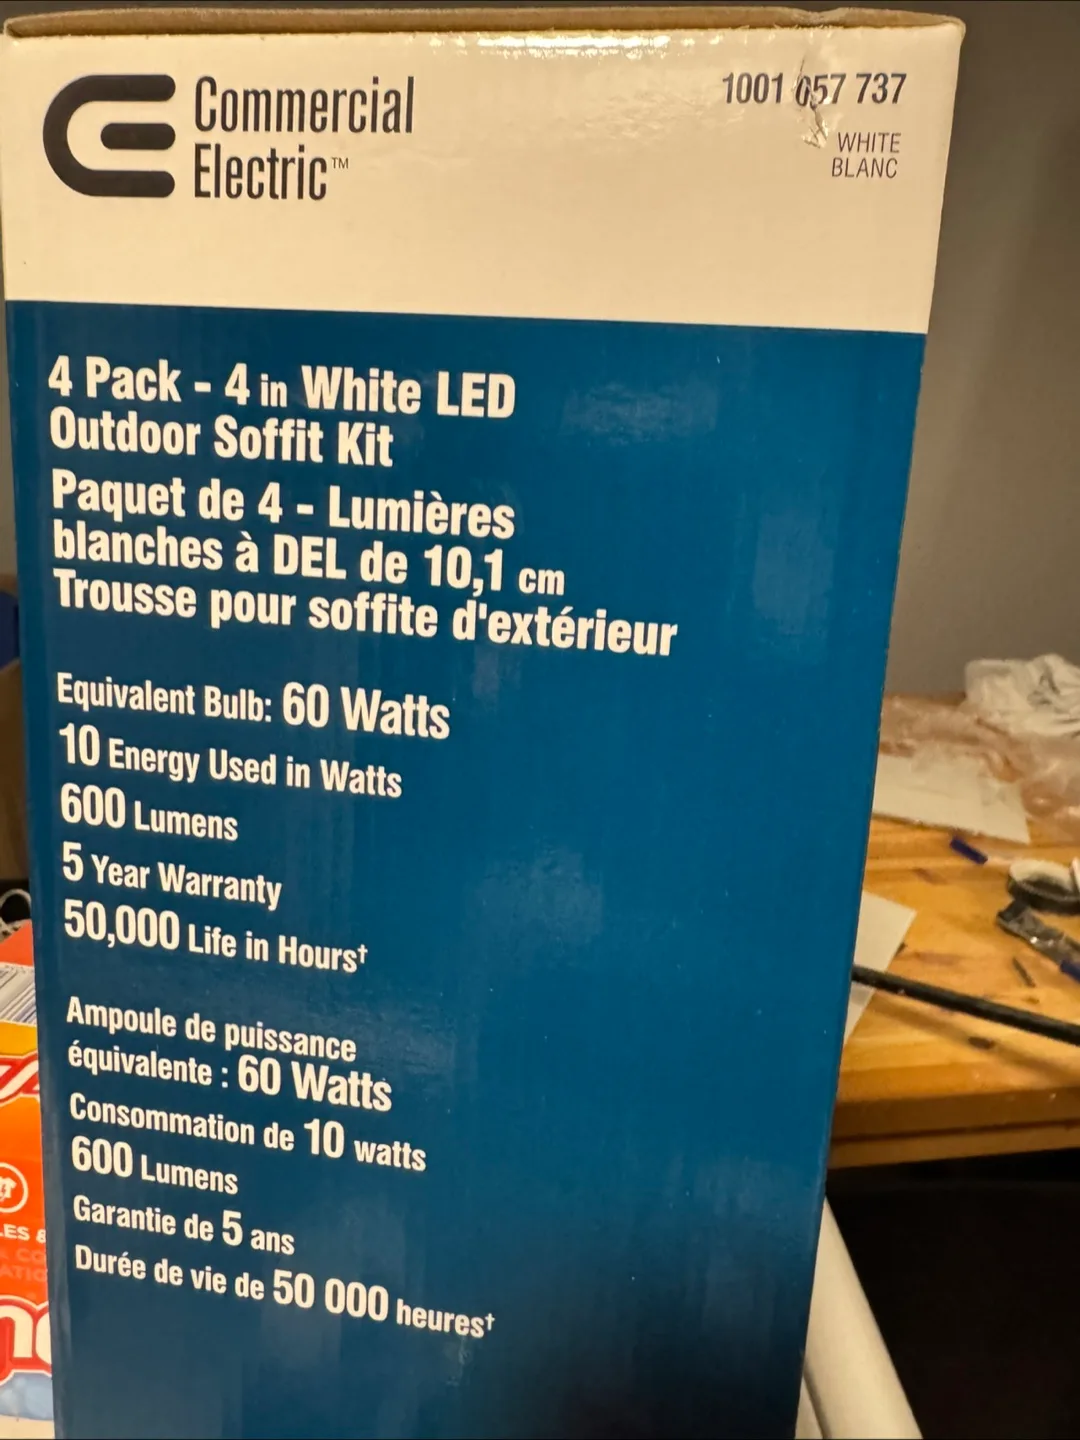 Commercial
Electric™
1001 057 737
WHITE
BLANC
4 Pack - 4 in White LED
Outdoor Soffit Kit
Paquet de 4 - Lumières
blanches à DEL de 10,1 cm
Trousse pour soffite d'extérieur
Equivalent Bulb: 60 Watts
10 Energy Used in Watts
600 Lumens
5 Year Warranty
50,000 Life in Hours†
Ampoule de puissance
équivalente : 60 Watts
Consommation de 10 watts
600 Lumens
Garantie de 5 ans
Durée de vie de 50 000 heures†